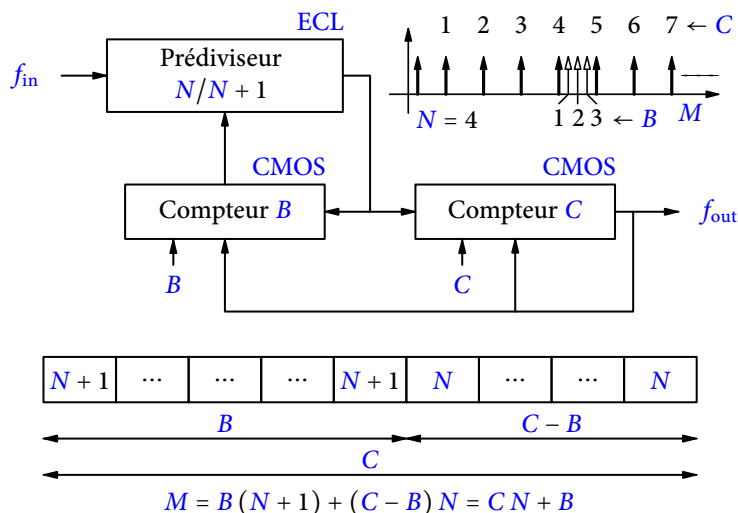 ECL
Prédiviseur
N/N + 1
f_in
1 2 3 4 5 6 7 ← C
N = 4
1 2 3 ← B
M
CMOS
Compteur B
CMOS
Compteur C
f_out
B
C
N + 1 ... ... ... N + 1 N ... ... N
B
C − B
C
M = B (N + 1) + (C − B) N = C N + B